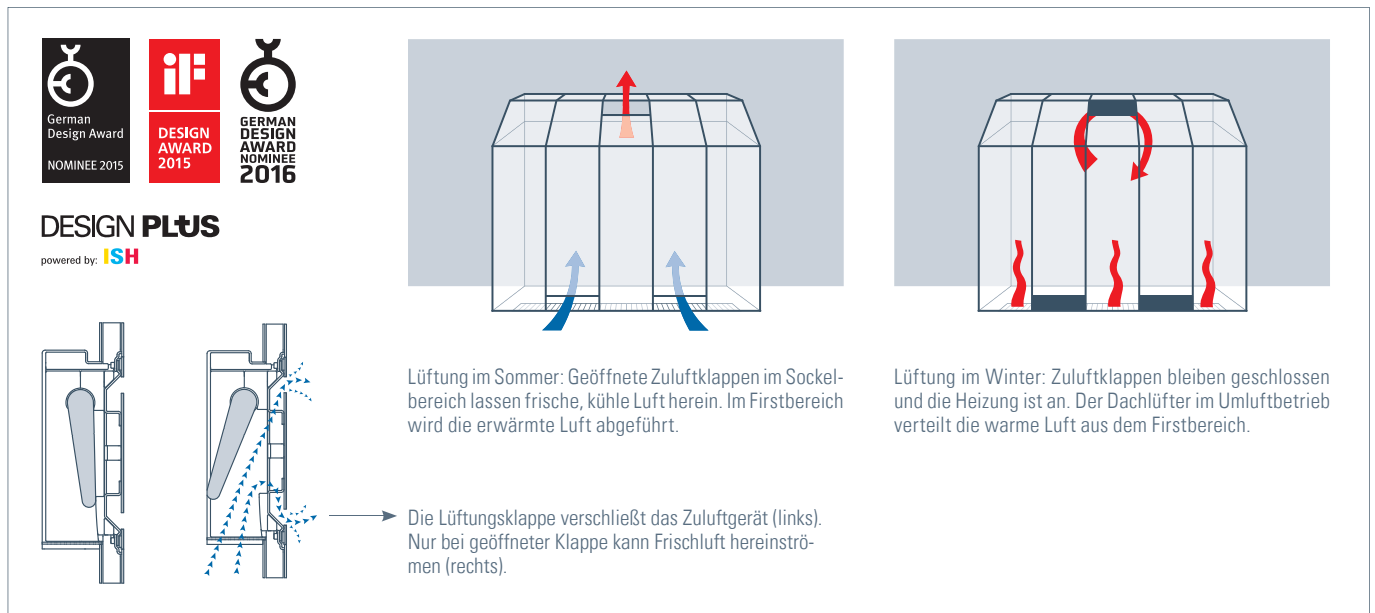 German
Design Award
NOMINEE 2015
iF
DESIGN
AWARD
2015
GERMAN
DESIGN
AWARD
NOMINEE
2016
DESIGN PLUS
powered by: ISH
Lüftung im Sommer: Geöffnete Zuluftklappen im Sockel-
bereich lassen frische, kühle Luft herein. Im Firstbereich
wird die erwärmte Luft abgeführt.
Lüftung im Winter: Zuluftklappen bleiben geschlossen
und die Heizung ist an. Der Dachlüfter im Umluftbetrieb
verteilt die warme Luft aus dem Firstbereich.
Die Lüftungsklappe verschließt das Zuluftgerät (links).
Nur bei geöffneter Klappe kann Frischluft hereinströ-
men (rechts).